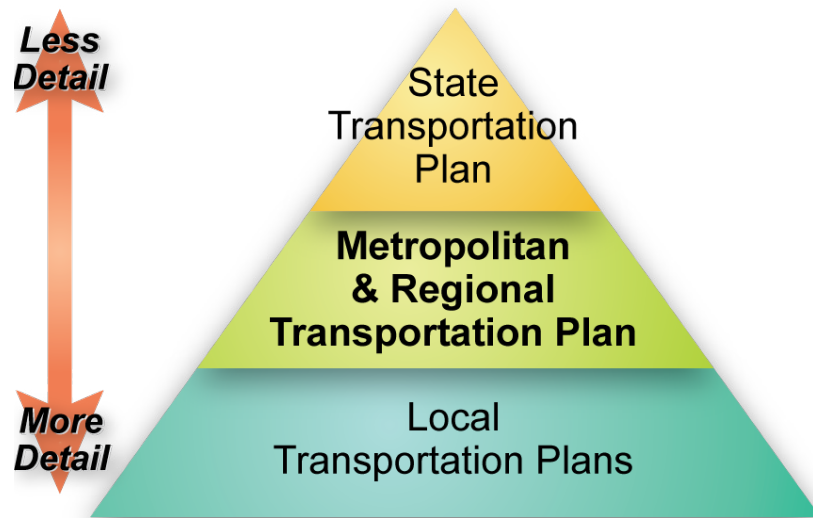 Less
Detail
State
Transportation
Plan
Metropolitan
& Regional
Transportation Plan
More
Detail
Local
Transportation Plans